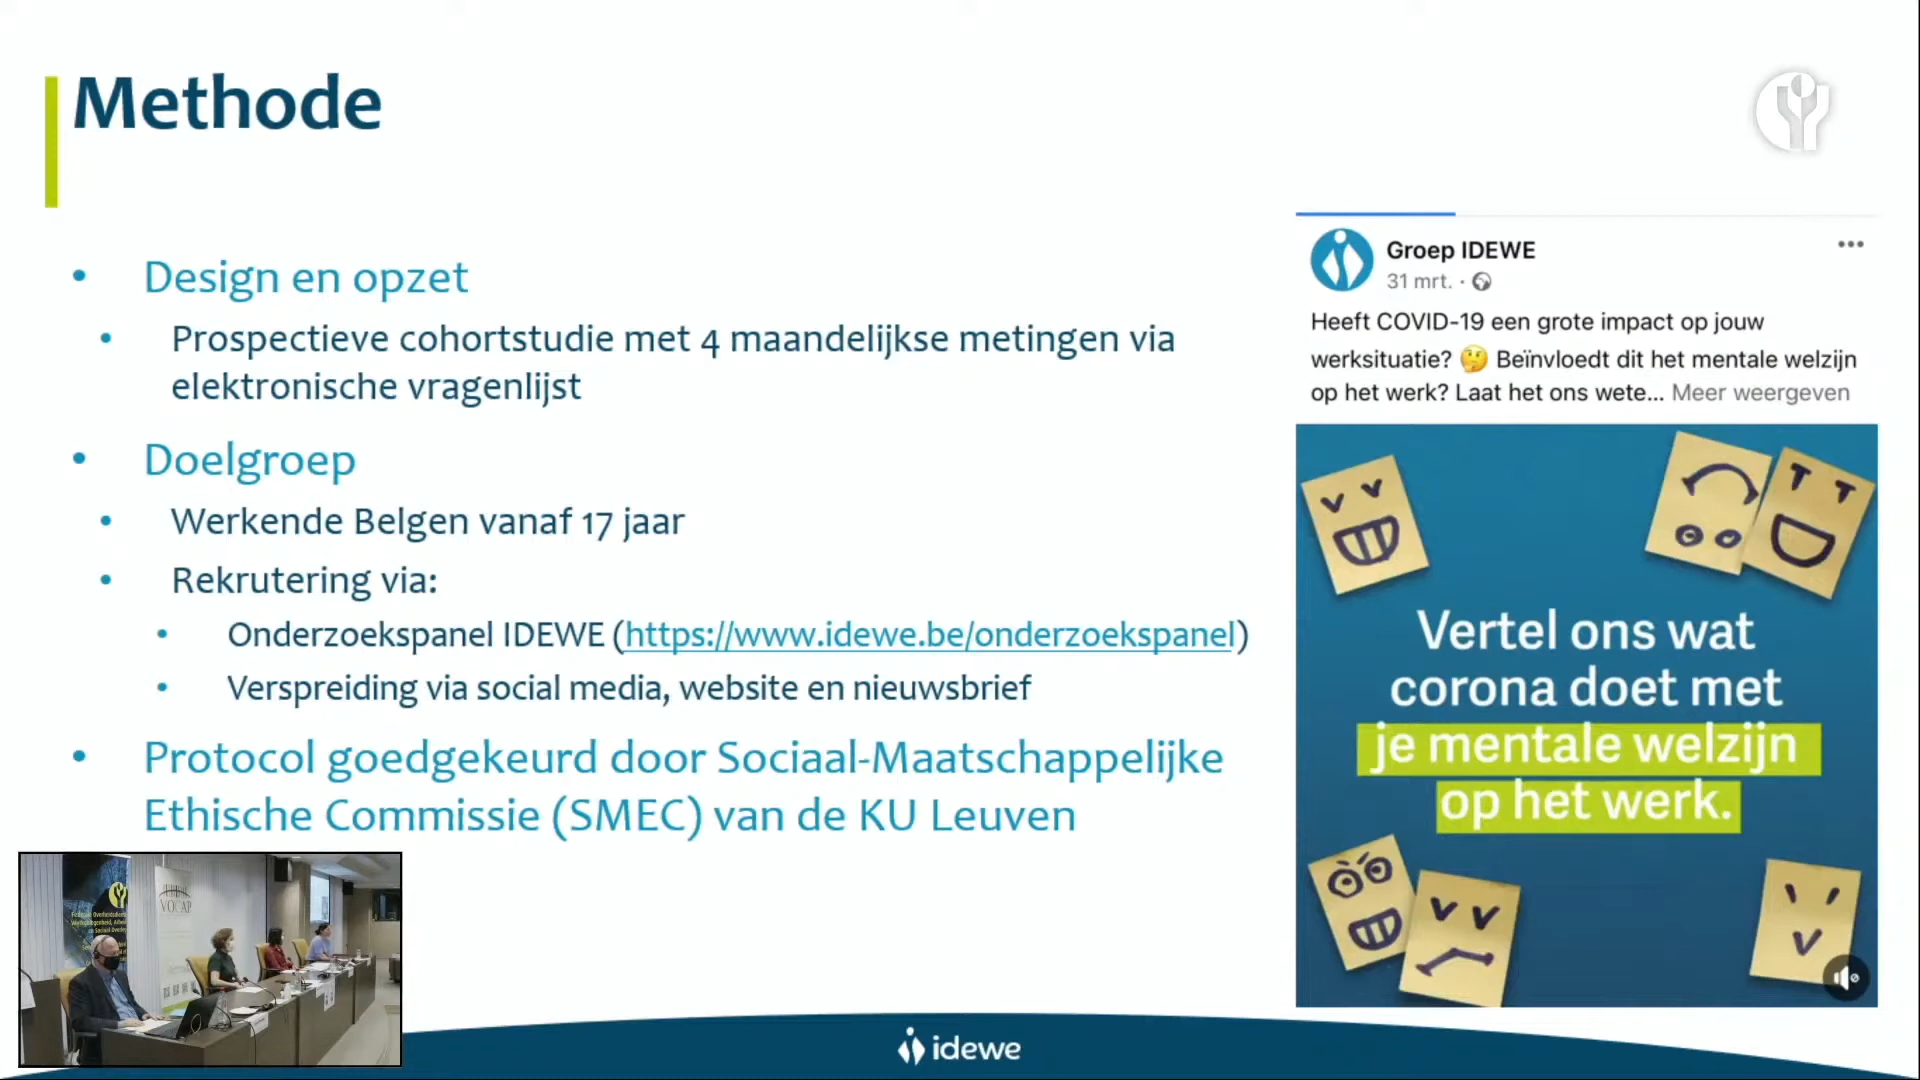 Methode
• Design en opzet
• Prospectieve cohortstudie met 4 maandelijkse metingen via
elektronische vragenlijst
• Doelgroep
• Werkende Belgen vanaf 17 jaar
• Rekrutering via:
• Onderzoekspanel IDEWE (https://www.idewe.be/onderzoekspanel)
• Verspreiding via social media, website en nieuwsbrief
• Protocol goedgekeurd door Sociaal-Maatschappelijke
Ethische Commissie (SMEC) van de KU Leuven
Groep IDEWE
31 mrt. ·
Heeft COVID-19 een grote impact op jouw
werksituatie? 🤔 Beïnvloedt dit het mentale welzijn
op het werk? Laat het ons wete... Meer weergeven
Vertel ons wat
corona doet met
je mentale welzijn
op het werk.
VOCAP
idewe